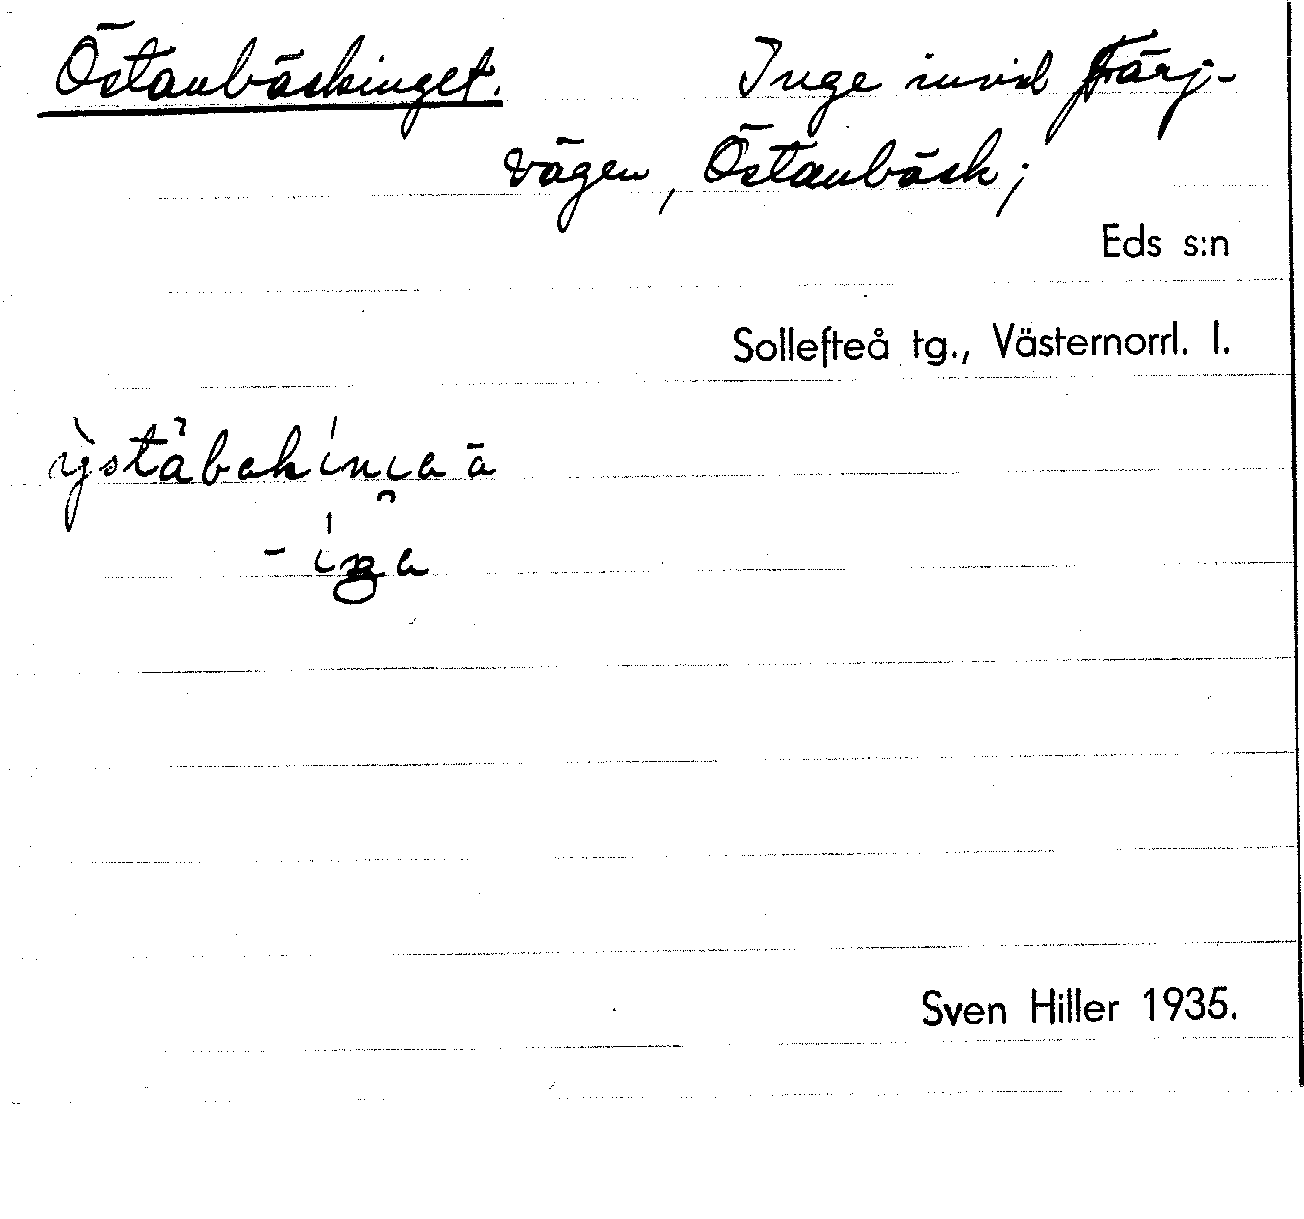 Östanbäckinget. Inge invid Färj-
vägen, Östanbäck;
Eds s:n
Sollefteå tg., Västernorrl. l.
Sven Hiller 1935.